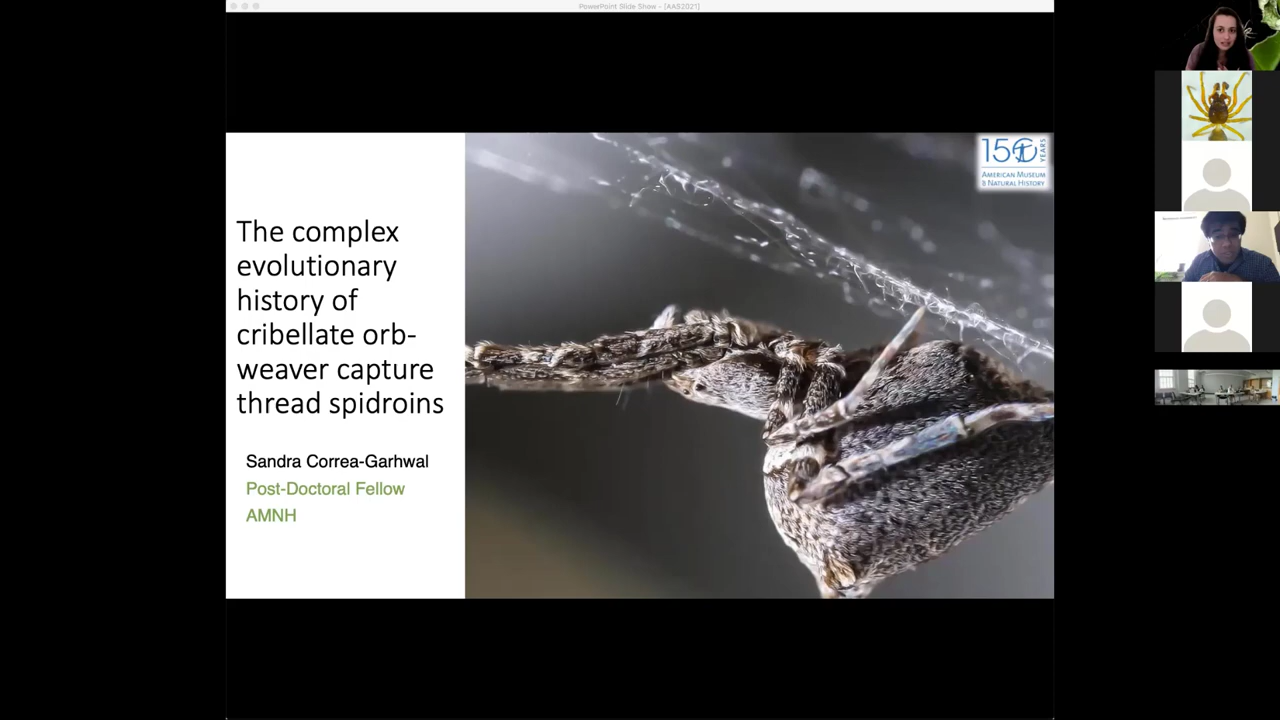 PowerPoint Slide Show - [AAS2021]
150 YEARS
AMERICAN MUSEUM
& NATURAL HISTORY
The complex
evolutionary
history of
cribellate orb-
weaver capture
thread spidroins
Sandra Correa-Garhwal
Post-Doctoral Fellow
AMNH